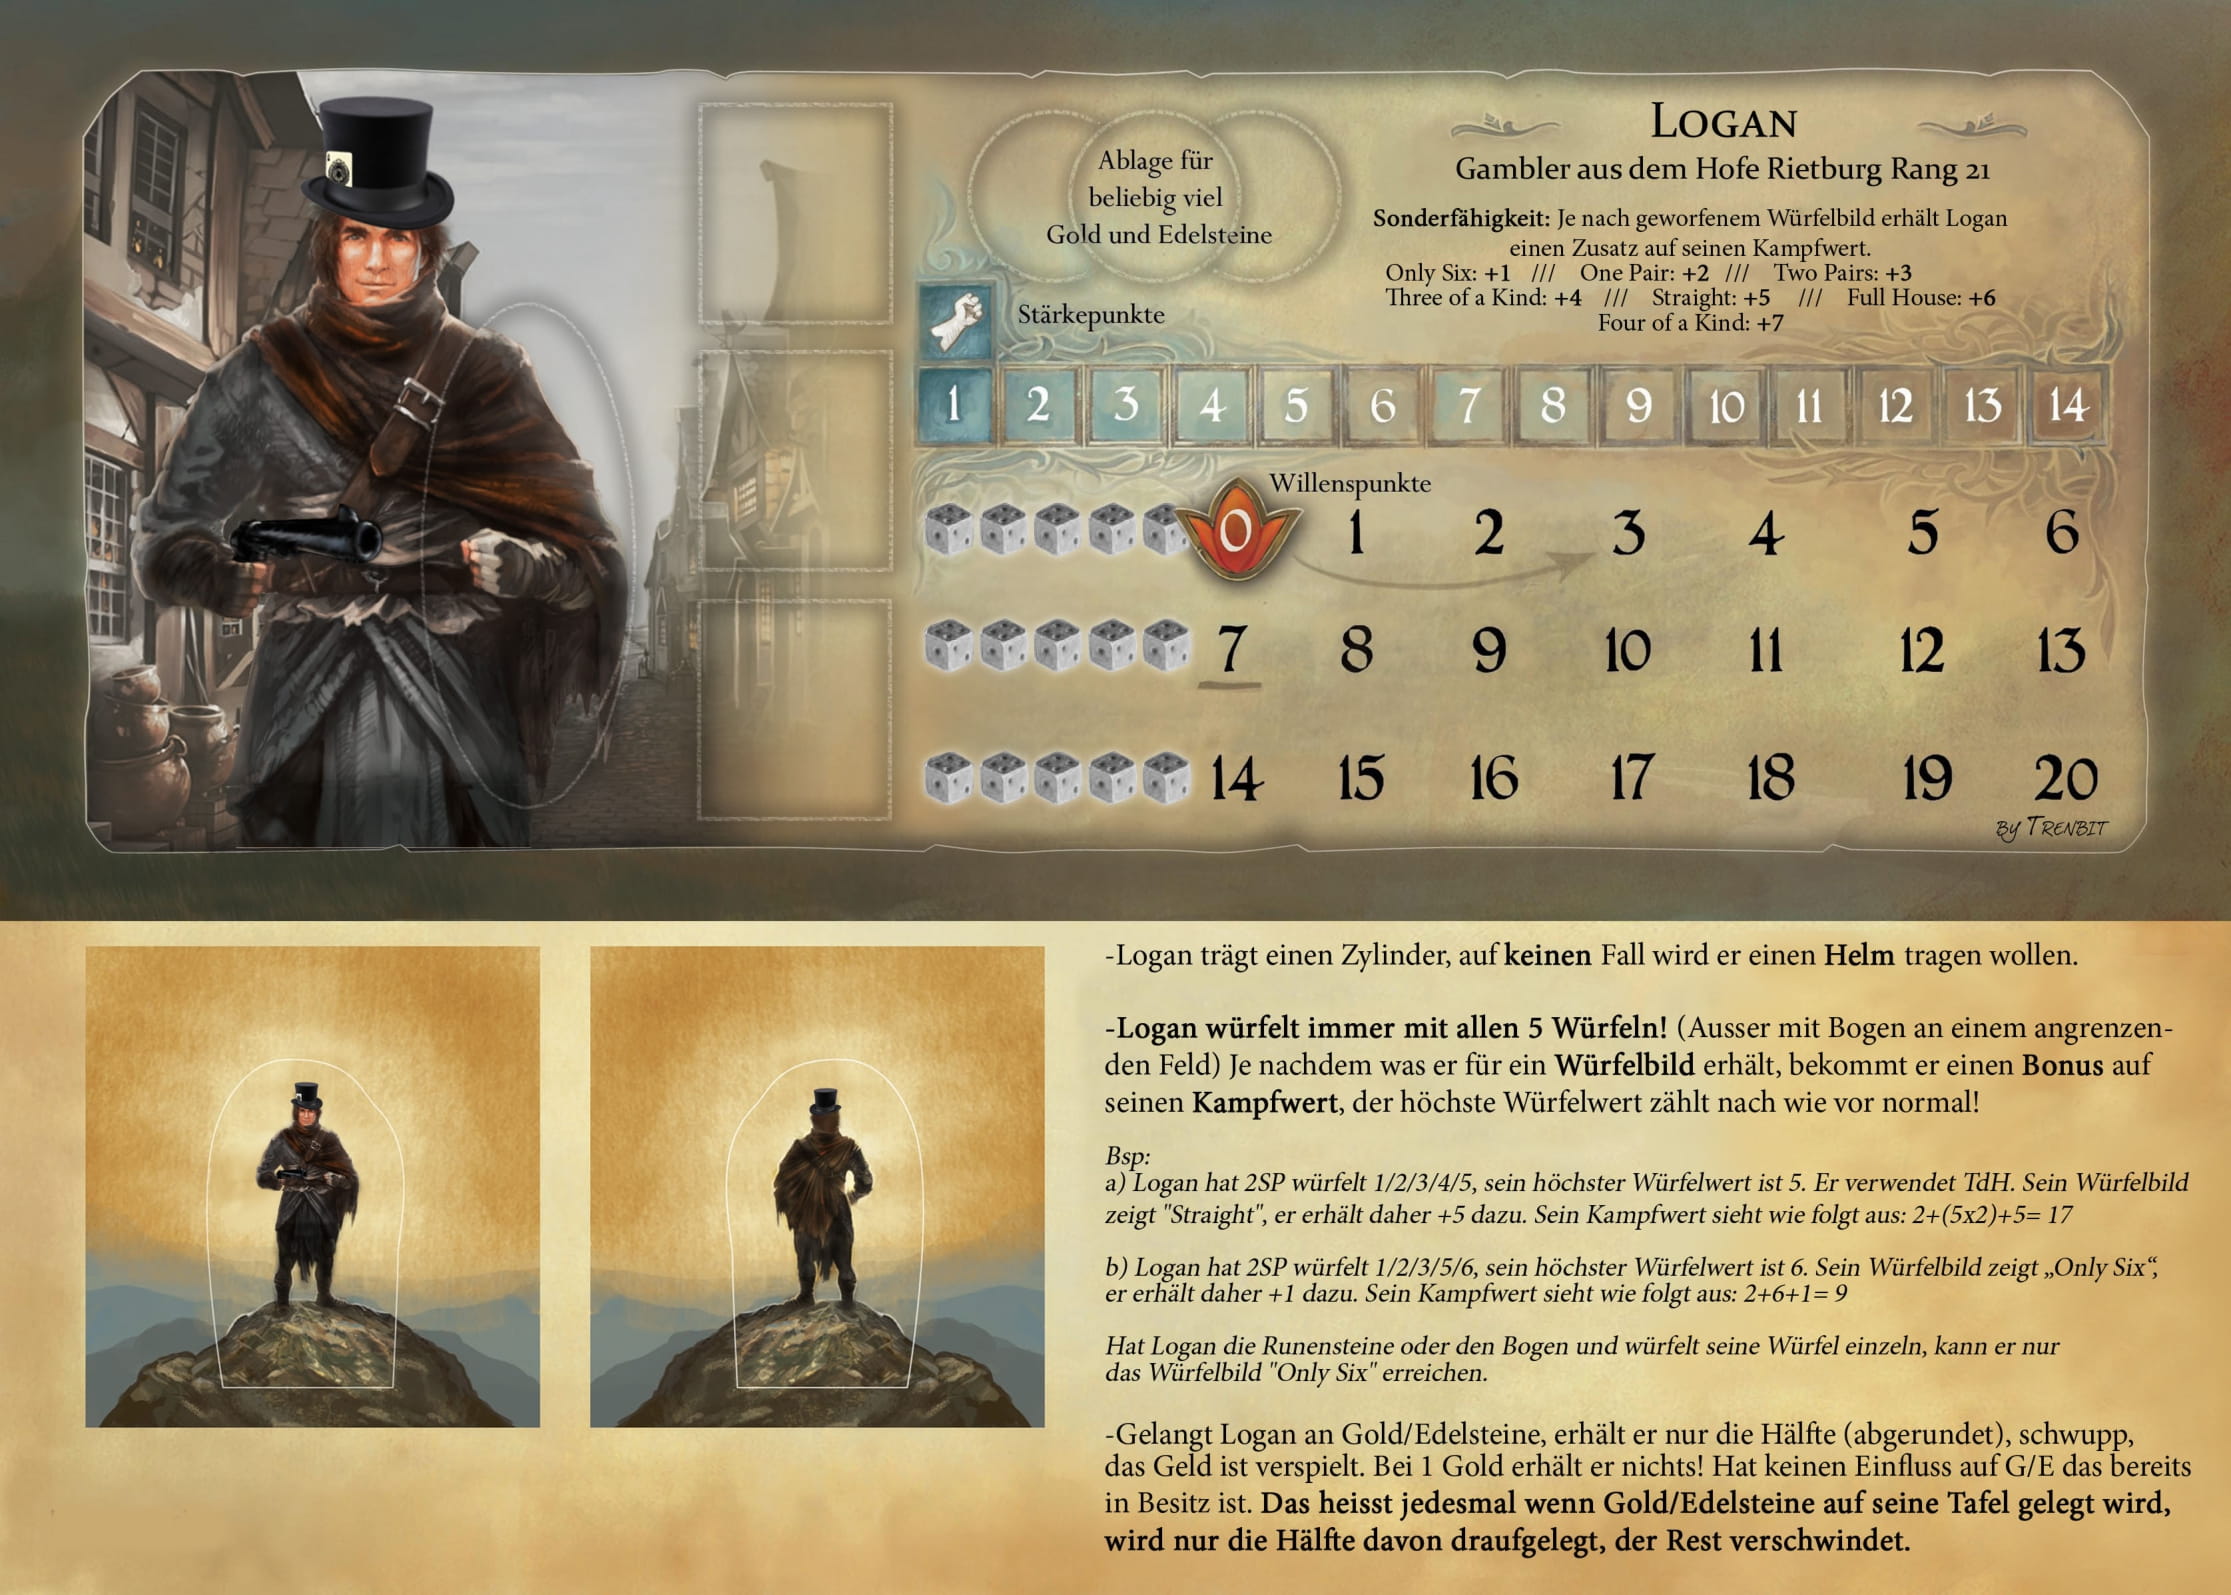 LOGAN
Gambler aus dem Hofe Rietburg Rang 21
Sonderfähigkeit: Je nach geworfenem Würfelbild erhält Logan
einen Zusatz auf seinen Kampfwert.
Only Six: +1 /// One Pair: +2 /// Two Pairs: +3
Three of a Kind: +4 /// Straight: +5 /// Full House: +6
Four of a Kind: +7
Ablage für
beliebig viel
Gold und Edelsteine
Stärkepunkte
1 2 3 4 5 6 7 8 9 10 11 12 13 14
Willenspunkte
0 1 2 3 4 5 6
7 8 9 10 11 12 13
14 15 16 17 18 19 20
BY TRENBIT
-Logan trägt einen Zylinder, auf keinen Fall wird er einen Helm tragen wollen.
-Logan würfelt immer mit allen 5 Würfeln! (Ausser mit Bogen an einem angrenzen-
den Feld) Je nachdem was er für ein Würfelbild erhält, bekommt er einen Bonus auf
seinen Kampfwert, der höchste Würfelwert zählt nach wie vor normal!
Bsp:
a) Logan hat 2SP würfelt 1/2/3/4/5, sein höchster Würfelwert ist 5. Er verwendet TdH. Sein Würfelbild
zeigt "Straight", er erhält daher +5 dazu. Sein Kampfwert sieht wie folgt aus: 2+(5x2)+5= 17
b) Logan hat 2SP würfelt 1/2/3/5/6, sein höchster Würfelwert ist 6. Sein Würfelbild zeigt „Only Six“,
er erhält daher +1 dazu. Sein Kampfwert sieht wie folgt aus: 2+6+1= 9
Hat Logan die Runensteine oder den Bogen und würfelt seine Würfel einzeln, kann er nur
das Würfelbild "Only Six" erreichen.
-Gelangt Logan an Gold/Edelsteine, erhält er nur die Hälfte (abgerundet), schwupp,
das Geld ist verspielt. Bei 1 Gold erhält er nichts! Hat keinen Einfluss auf G/E das bereits
in Besitz ist. Das heisst jedesmal wenn Gold/Edelsteine auf seine Tafel gelegt wird,
wird nur die Hälfte davon draufgelegt, der Rest verschwindet.